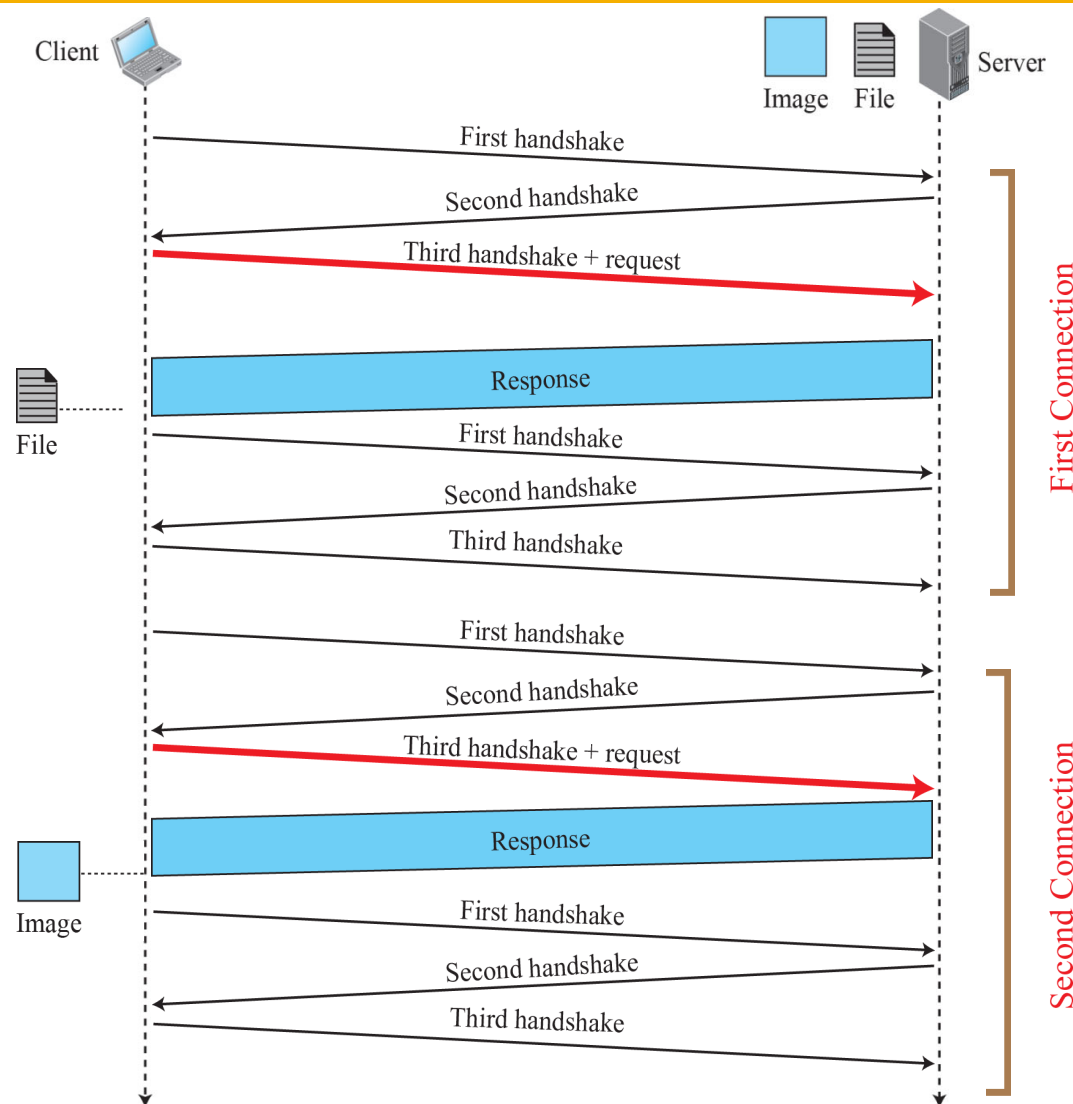 Client
Server
Image
File
First handshake
Second handshake
Third handshake + request
Response
File
First handshake
Second handshake
Third handshake
First Connection
First handshake
Second handshake
Third handshake + request
Response
Image
First handshake
Second handshake
Third handshake
Second Connection